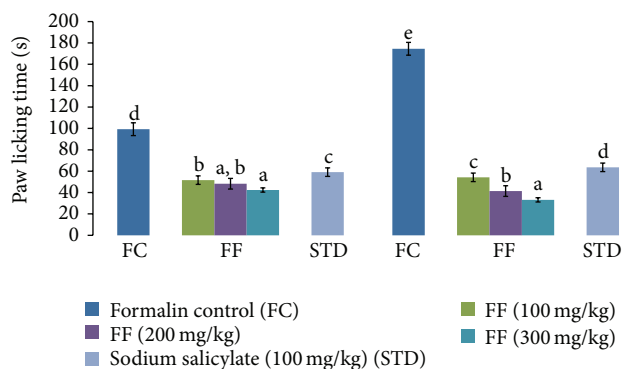 Paw licking time (s)
200
180
160
140
120
100
80
60
40
20
0
d
b
a, b
a
c
e
c
b
a
d
FC FF STD FC FF STD
Formalin control (FC)
FF (100 mg/kg)
FF (200 mg/kg)
FF (300 mg/kg)
Sodium salicylate (100 mg/kg) (STD)